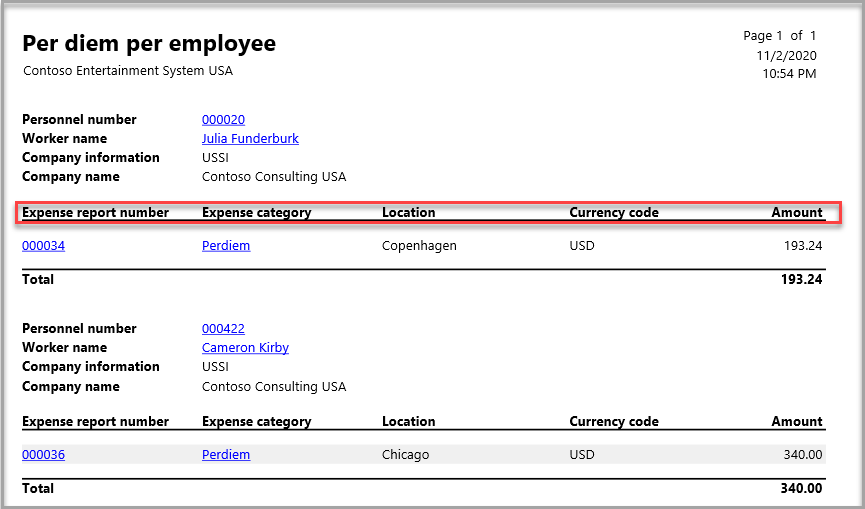 Per diem per employee Page 1 of 1
Contoso Entertainment System USA 11/2/2020
10:54 PM
Personnel number 000020
Worker name Julia Funderburk
Company information USSI
Company name Contoso Consulting USA
Expense report number Expense category Location Currency code Amount
000034 Perdiem Copenhagen USD 193.24
Total 193.24
Personnel number 000422
Worker name Cameron Kirby
Company information USSI
Company name Contoso Consulting USA
Expense report number Expense category Location Currency code Amount
000036 Perdiem Chicago USD 340.00
Total 340.00